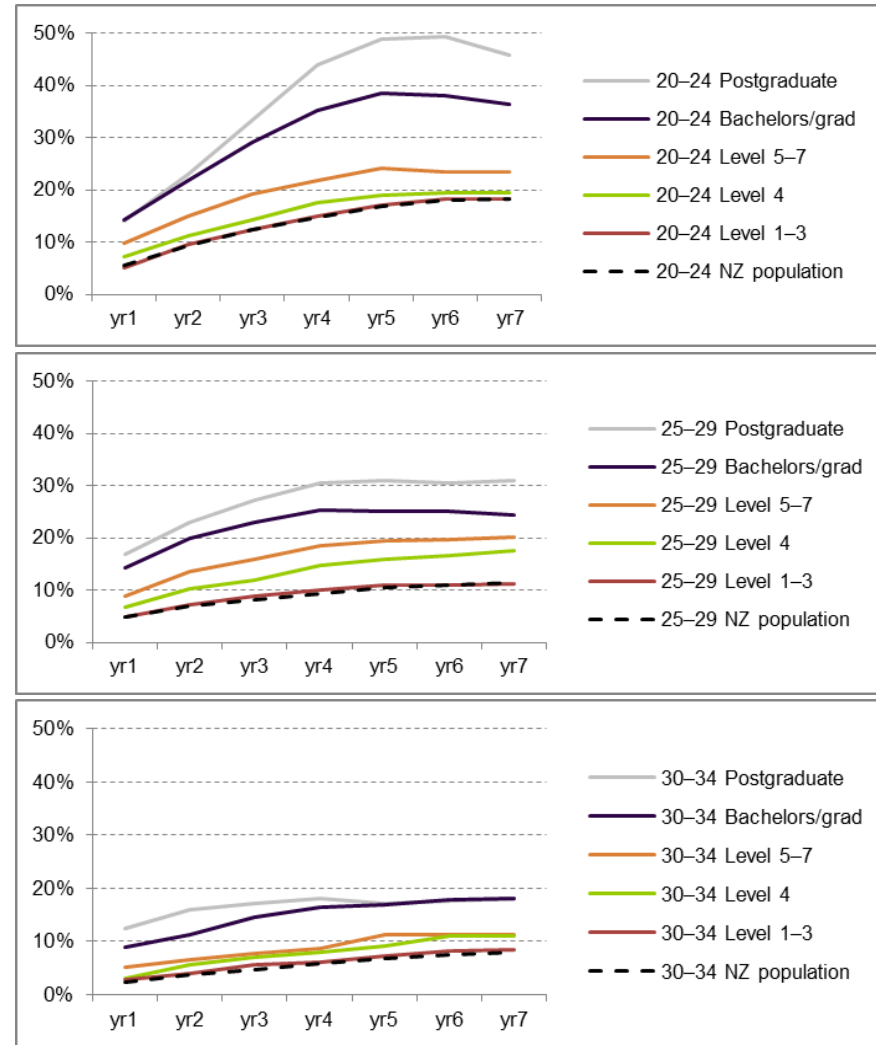 50%
40%
30%
20%
10%
0%
yr1 yr2 yr3 yr4 yr5 yr6 yr7
20–24 Postgraduate
20–24 Bachelors/grad
20–24 Level 5–7
20–24 Level 4
20–24 Level 1–3
20–24 NZ population
50%
40%
30%
20%
10%
0%
yr1 yr2 yr3 yr4 yr5 yr6 yr7
25–29 Postgraduate
25–29 Bachelors/grad
25–29 Level 5–7
25–29 Level 4
25–29 Level 1–3
25–29 NZ population
50%
40%
30%
20%
10%
0%
yr1 yr2 yr3 yr4 yr5 yr6 yr7
30–34 Postgraduate
30–34 Bachelors/grad
30–34 Level 5–7
30–34 Level 4
30–34 Level 1–3
30–34 NZ population